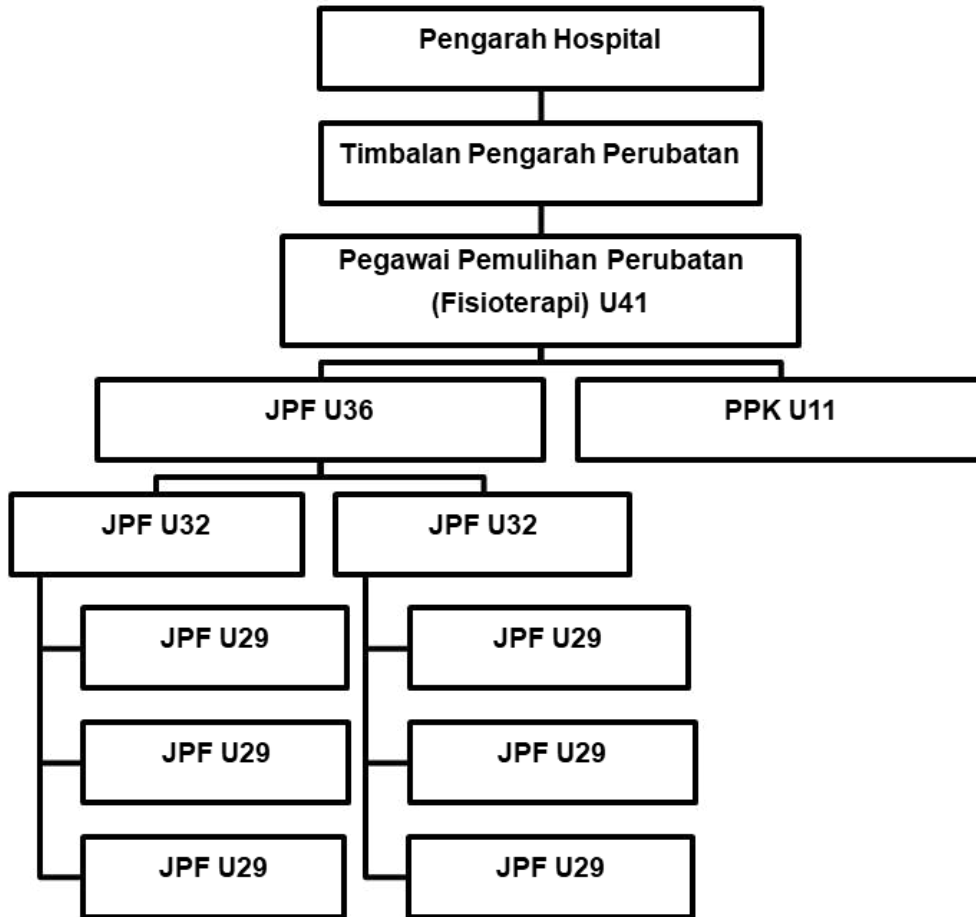 Pengarah Hospital
Timbalan Pengarah Perubatan
Pegawai Pemulihan Perubatan
(Fisioterapi) U41
JPF U36
PPK U11
JPF U32
JPF U32
JPF U29
JPF U29
JPF U29
JPF U29
JPF U29
JPF U29